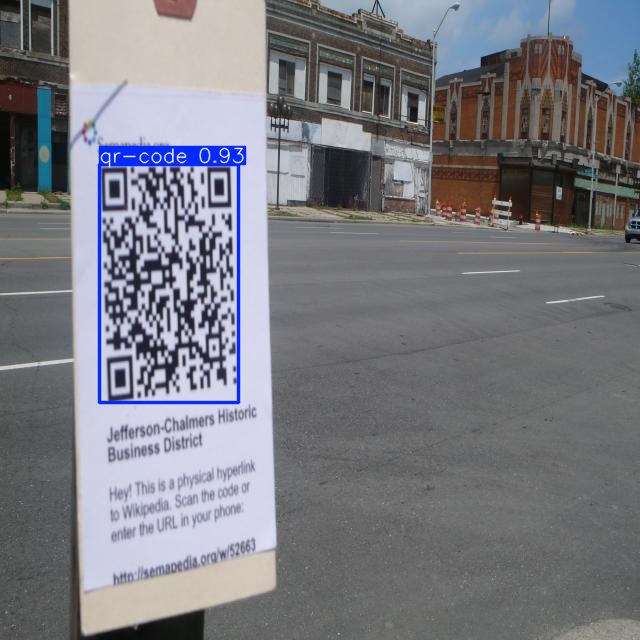 qr-code 0.93
Jefferson-Chalmers Historic
Business District
Hey! This is a physical hyperlink
to Wikipedia. Scan the code or
enter the URL in your phone:
http://semapedia.org/w/52663